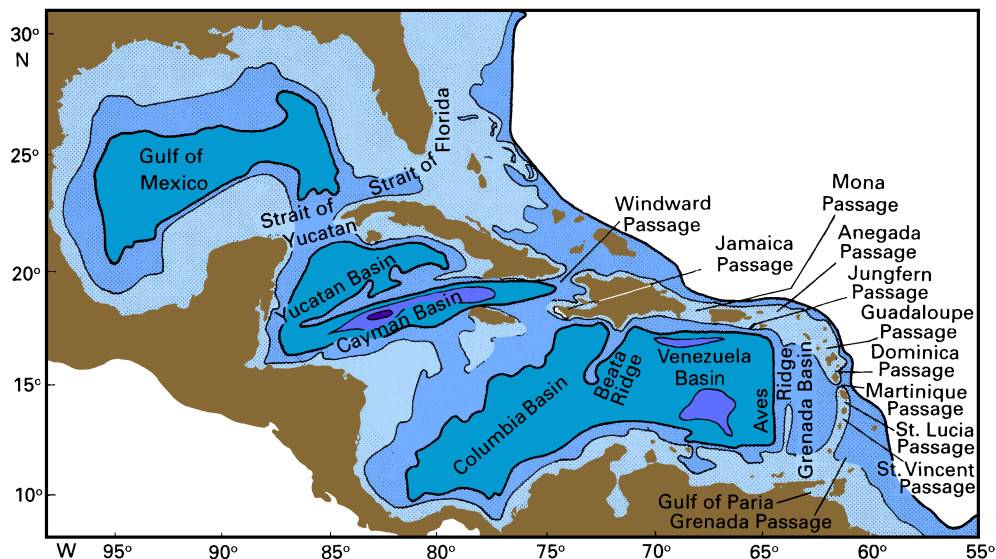 30°
N
25°
20°
15°
10°
W
95°
90°
85°
80°
75°
70°
65°
60°
55°
Gulf of
Mexico
Strait of Florida
Strait of
Yucatan
Yucatan Basin
Cayman Basin
Windward
Passage
Jamaica
Passage
Mona
Passage
Anegada
Passage
Jungfern
Passage
Guadaloupe
Passage
Dominica
Passage
Martinique
Passage
St. Lucia
Passage
St. Vincent
Passage
Columbia Basin
Beata
Ridge
Venezuela
Basin
Aves
Ridge
Grenada Basin
Gulf of Paria
Grenada Passage